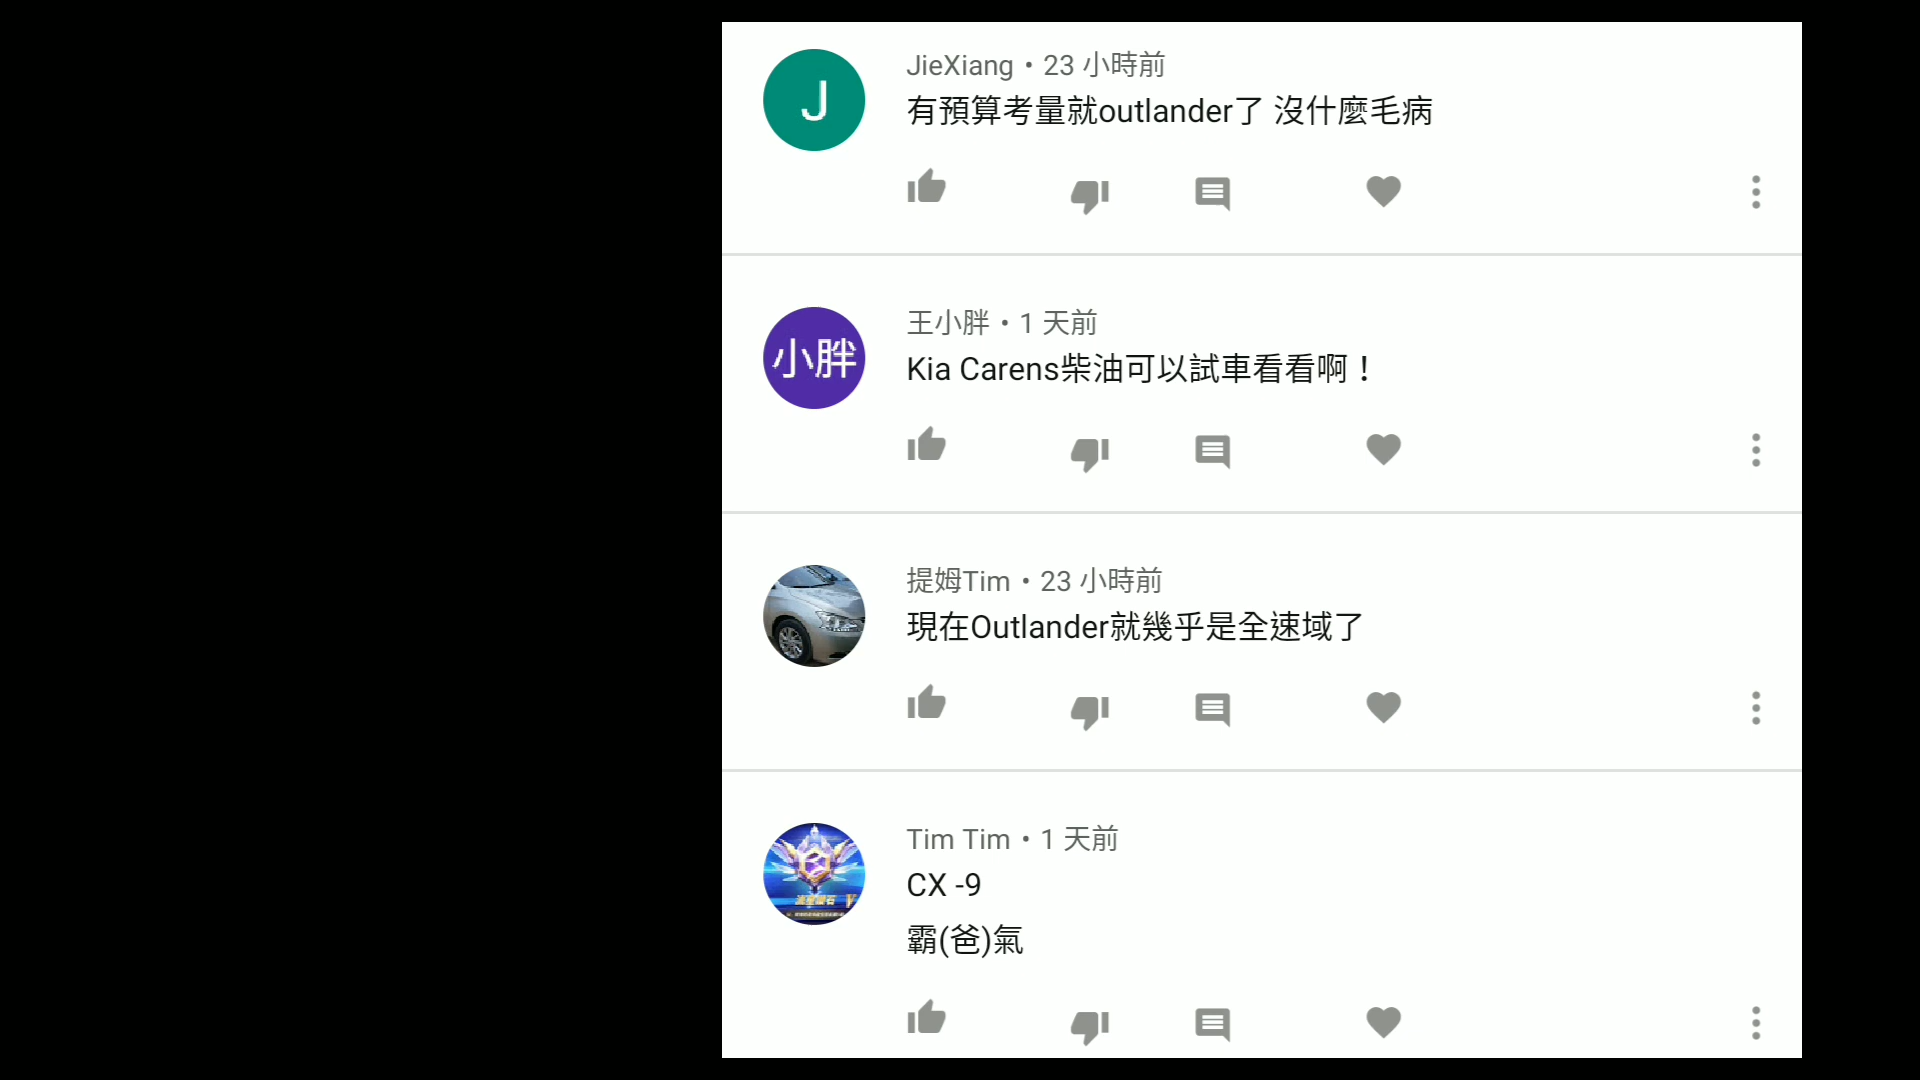 J
JieXiang • 23 小時前
有預算考量就outlander了 沒什麼毛病
小胖
王小胖 • 1 天前
Kia Carens柴油可以試車看看啊！
提姆Tim • 23 小時前
現在Outlander就幾乎是全速域了
Tim Tim • 1 天前
CX -9
霸(爸)氣